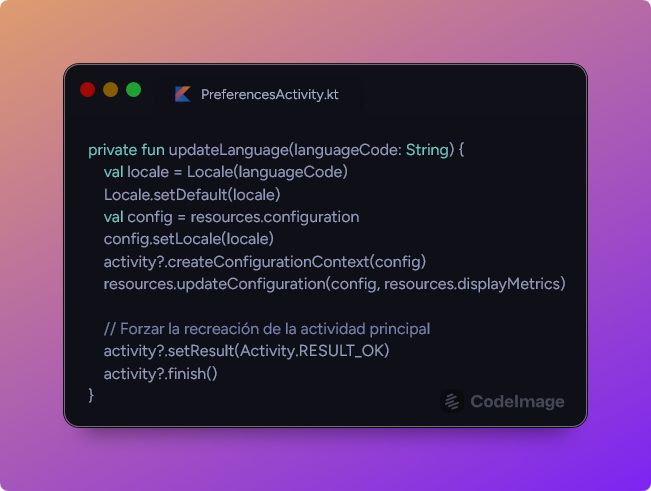 PreferencesActivity.kt
private fun updateLanguage(languageCode: String) {
    val locale = Locale(languageCode)
    Locale.setDefault(locale)
    val config = resources.configuration
    config.setLocale(locale)
    activity?.createConfigurationContext(config)
    resources.updateConfiguration(config, resources.displayMetrics)

    // Forzar la recreación de la actividad principal
    activity?.setResult(Activity.RESULT_OK)
    activity?.finish()
}
CodeImage